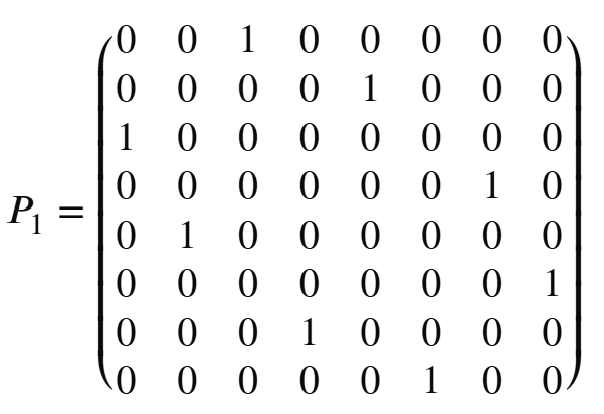 0 0 1 0 0 0 0 0
0 0 0 0 1 0 0 0
1 0 0 0 0 0 0 0
0 0 0 0 0 0 1 0
P₁ = 0 1 0 0 0 0 0 0
0 0 0 0 0 0 0 1
0 0 0 1 0 0 0 0
0 0 0 0 0 1 0 0